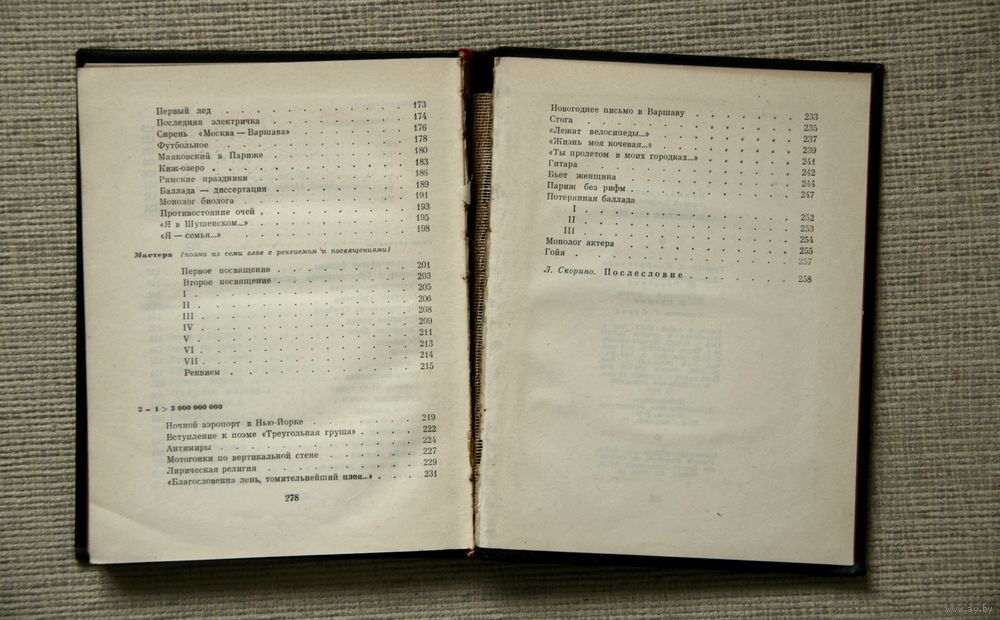 Первый лед . . . . . . . . . . . . 173
Последняя электричка . . . . . . . . . 174
Сирень «Москва — Варшава» . . . . . . . 176
Футбольное . . . . . . . . . . . . 178
Маяковский в Париже . . . . . . . . . 180
Киж-озеро . . . . . . . . . . . . 183
Римские праздники . . . . . . . . . . 186
Баллада — диссертация . . . . . . . . 189
Монолог биолога . . . . . . . . . . 191
Противостояние очей . . . . . . . . . 193
«Я в Шушенском...» . . . . . . . . . 195
«Я — семья...» . . . . . . . . . . . 198
Мастера (поэма из семи глав с реквиемом и посвящениями)
Первое посвящение . . . . . . . . . 201
Второе посвящение . . . . . . . . . 203
I . . . . . . . . . . . . . . 205
II . . . . . . . . . . . . . . 206
III . . . . . . . . . . . . . . 208
IV . . . . . . . . . . . . . . 209
V . . . . . . . . . . . . . . 211
VI . . . . . . . . . . . . . . 213
VII . . . . . . . . . . . . . . 214
Реквием . . . . . . . . . . . . 215
2 – 1 > 3 000 000 000
Ночной аэропорт в Нью-Йорке . . . . . . 219
Вступление к поэме «Треугольная груша» . . . . 222
Антимиры . . . . . . . . . . . . 224
Мотогонки по вертикальной стене . . . . . 227
Лирическая религия . . . . . . . . . 229
«Благословенна лень, томительнейший плен...» . . . . 231
278
Новогоднее письмо в Варшаву . . . . . . . 233
Стога . . . . . . . . . . . . . . 235
«Лежат велосипеды...» . . . . . . . . . 237
«Жизнь моя кочевая...» . . . . . . . . . 239
«Ты пролетом в моих городках...» . . . . . . 241
Гитара . . . . . . . . . . . . . 242
Бьет женщина . . . . . . . . . . . 244
Париж без рифм . . . . . . . . . . . 247
Потерянная баллада
I . . . . . . . . . . . . . . 252
II . . . . . . . . . . . . . . 253
III . . . . . . . . . . . . . . 254
Монолог актера . . . . . . . . . . . 255
Гойя . . . . . . . . . . . . . . 257
Л. Скорино. Послесловие . . . . . . . . 258
www.ay.by